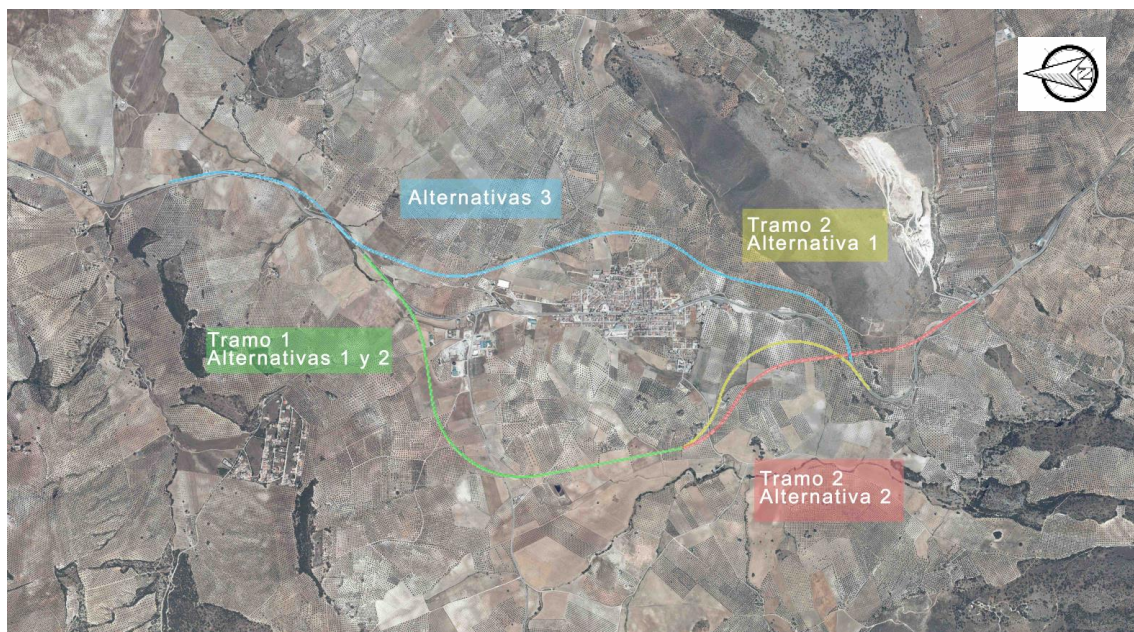 N
Alternativas 3
Tramo 2
Alternativa 1
Tramo 1
Alternativas 1 y 2
Tramo 2
Alternativa 2